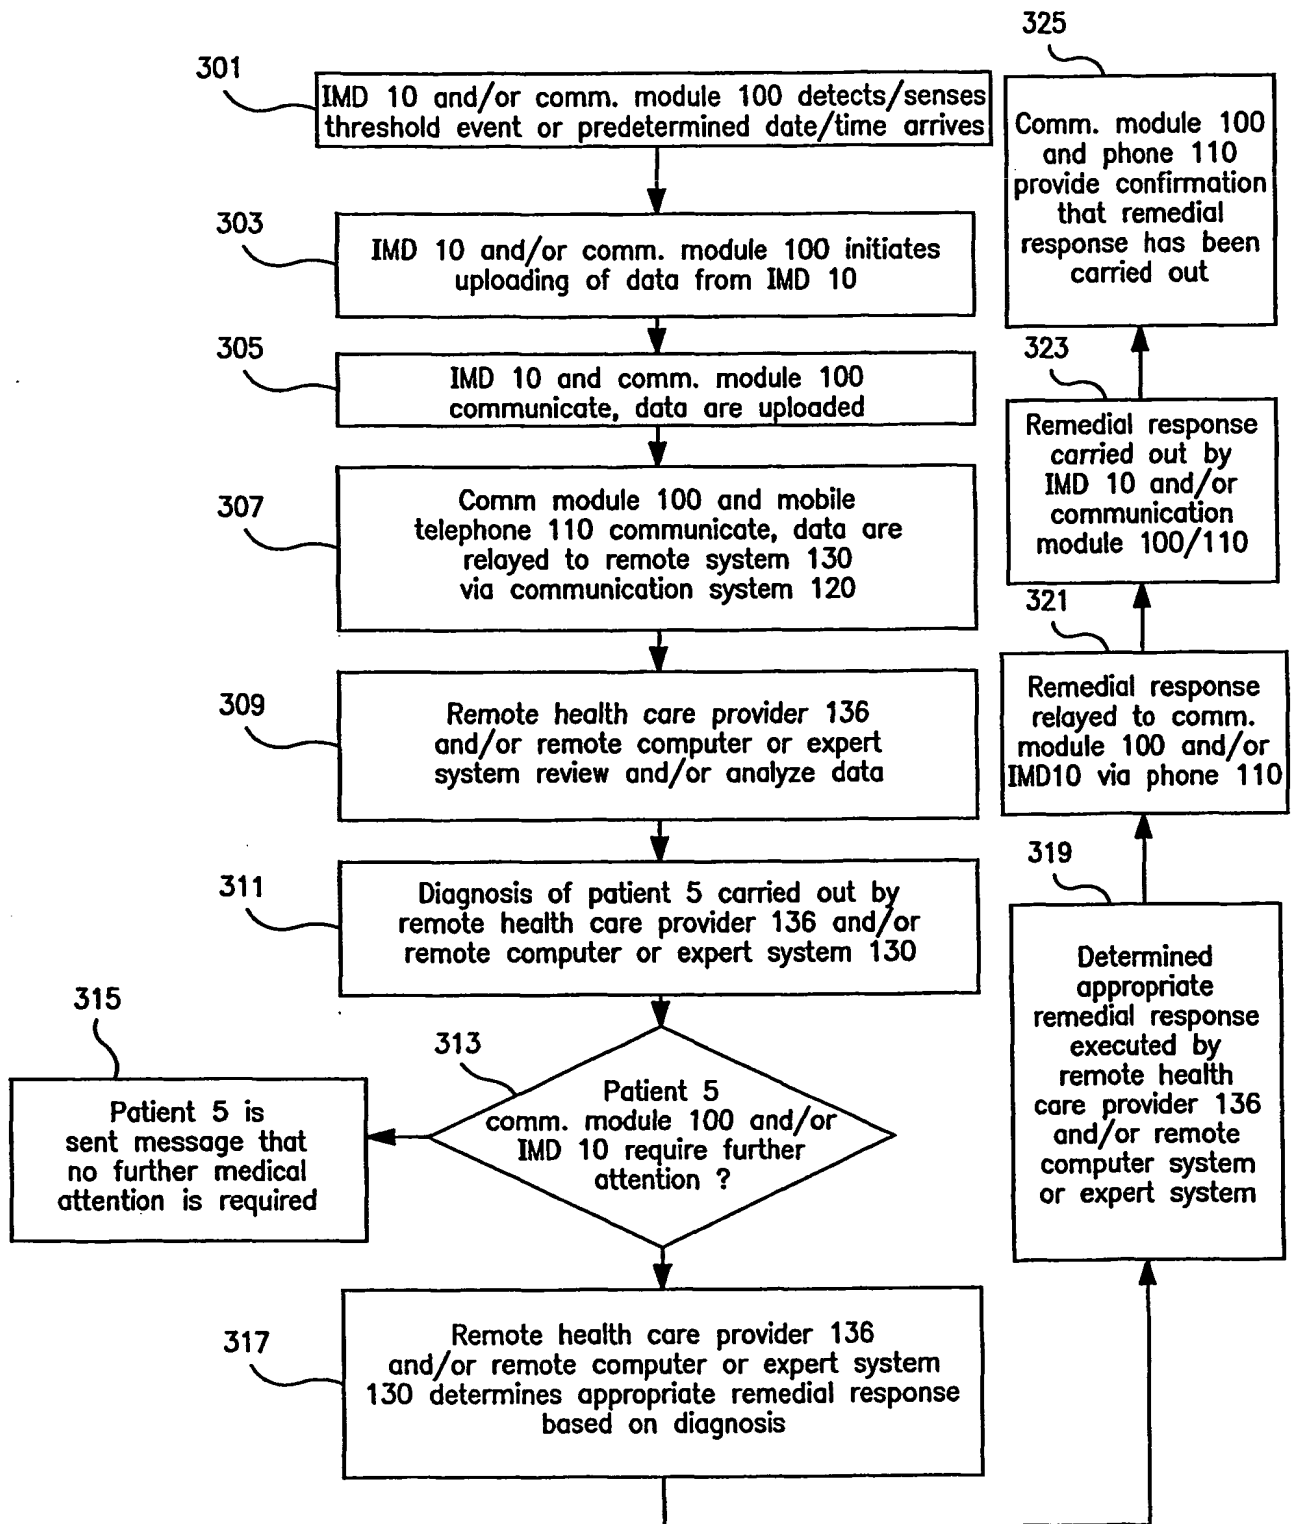 301
IMD 10 and/or comm. module 100 detects/senses
threshold event or predetermined date/time arrives
303
IMD 10 and/or comm. module 100 initiates
uploading of data from IMD 10
305
IMD 10 and comm. module 100
communicate, data are uploaded
307
Comm module 100 and mobile
telephone 110 communicate, data are
relayed to remote system 130
via communication system 120
309
Remote health care provider 136
and/or remote computer or expert
system review and/or analyze data
311
Diagnosis of patient 5 carried out by
remote health care provider 136 and/or
remote computer or expert system 130
313
Patient 5
comm. module 100 and/or
IMD 10 require further
attention ?
315
Patient 5 is
sent message that
no further medical
attention is required
317
Remote health care provider 136
and/or remote computer or expert system
130 determines appropriate remedial response
based on diagnosis
319
Determined
appropriate
remedial response
executed by
remote health
care provider 136
and/or remote
computer system
or expert system
321
Remedial response
relayed to comm.
module 100 and/or
IMD10 via phone 110
323
Remedial response
carried out by
IMD 10 and/or
communication
module 100/110
325
Comm. module 100
and phone 110
provide confirmation
that remedial
response has been
carried out